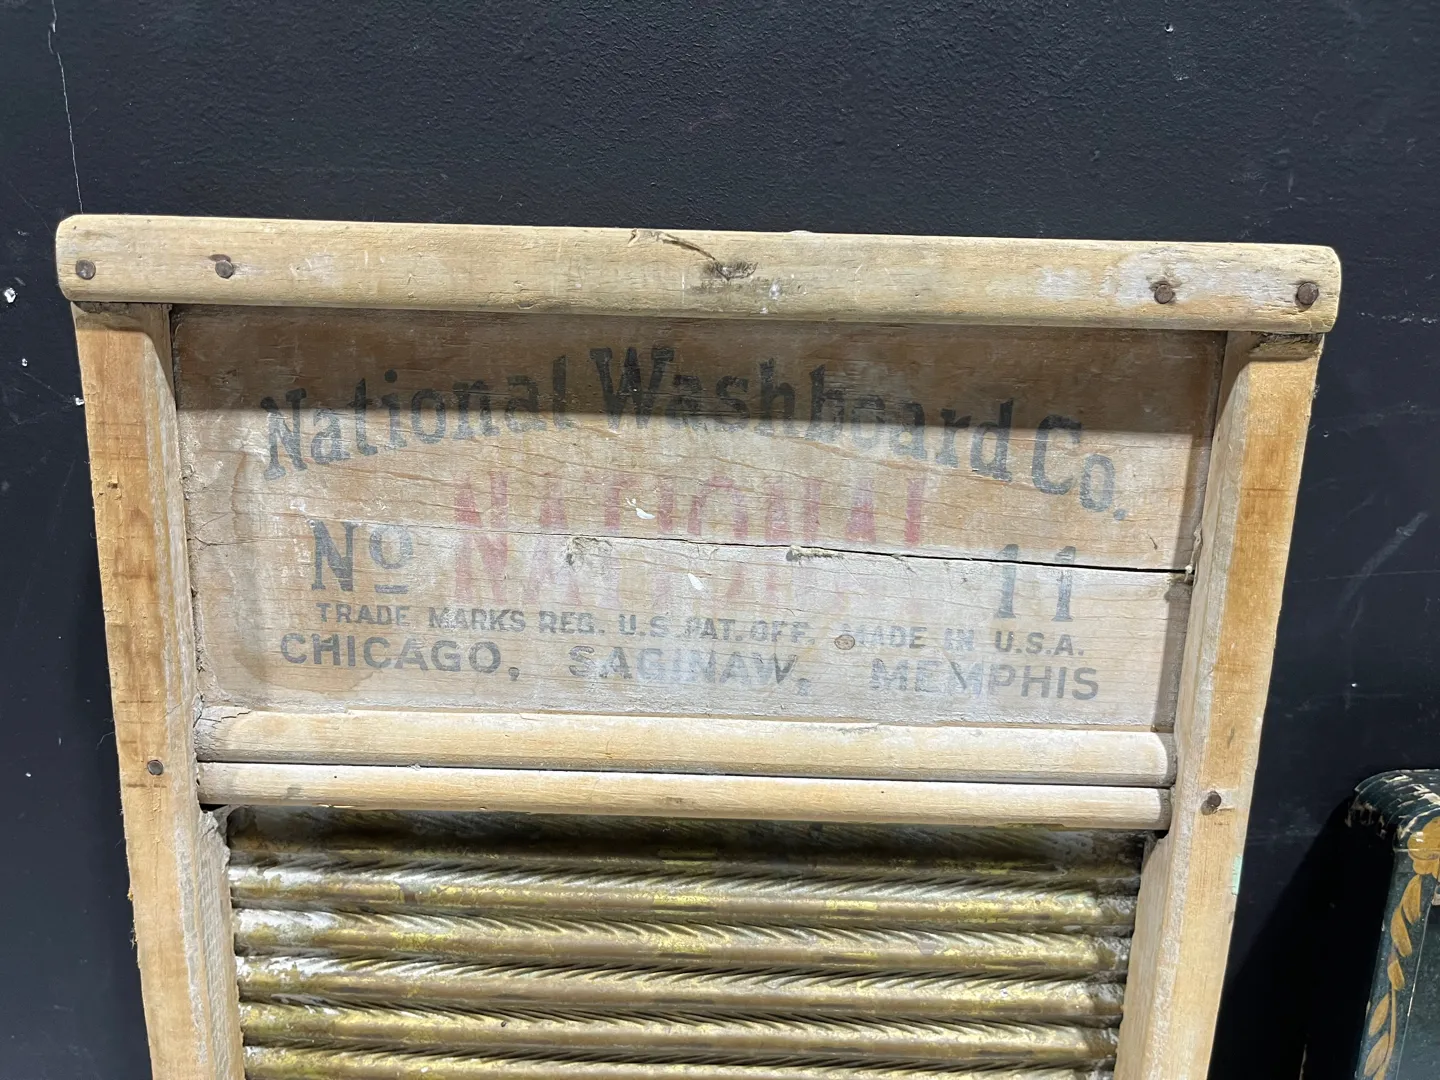 National Washboard Co.
NATIONAL
No 11
TRADE MARKS REG. U.S. PAT. OFF. MADE IN U.S.A.
CHICAGO, SAGINAW, MEMPHIS